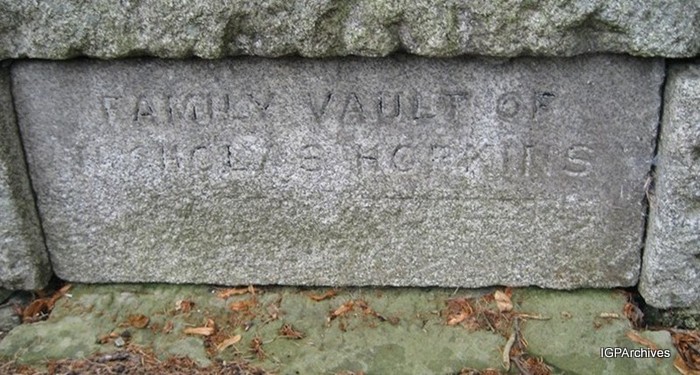 FAMILY VAULT OF
NICHOLAS HOPKINS
IGPArchives